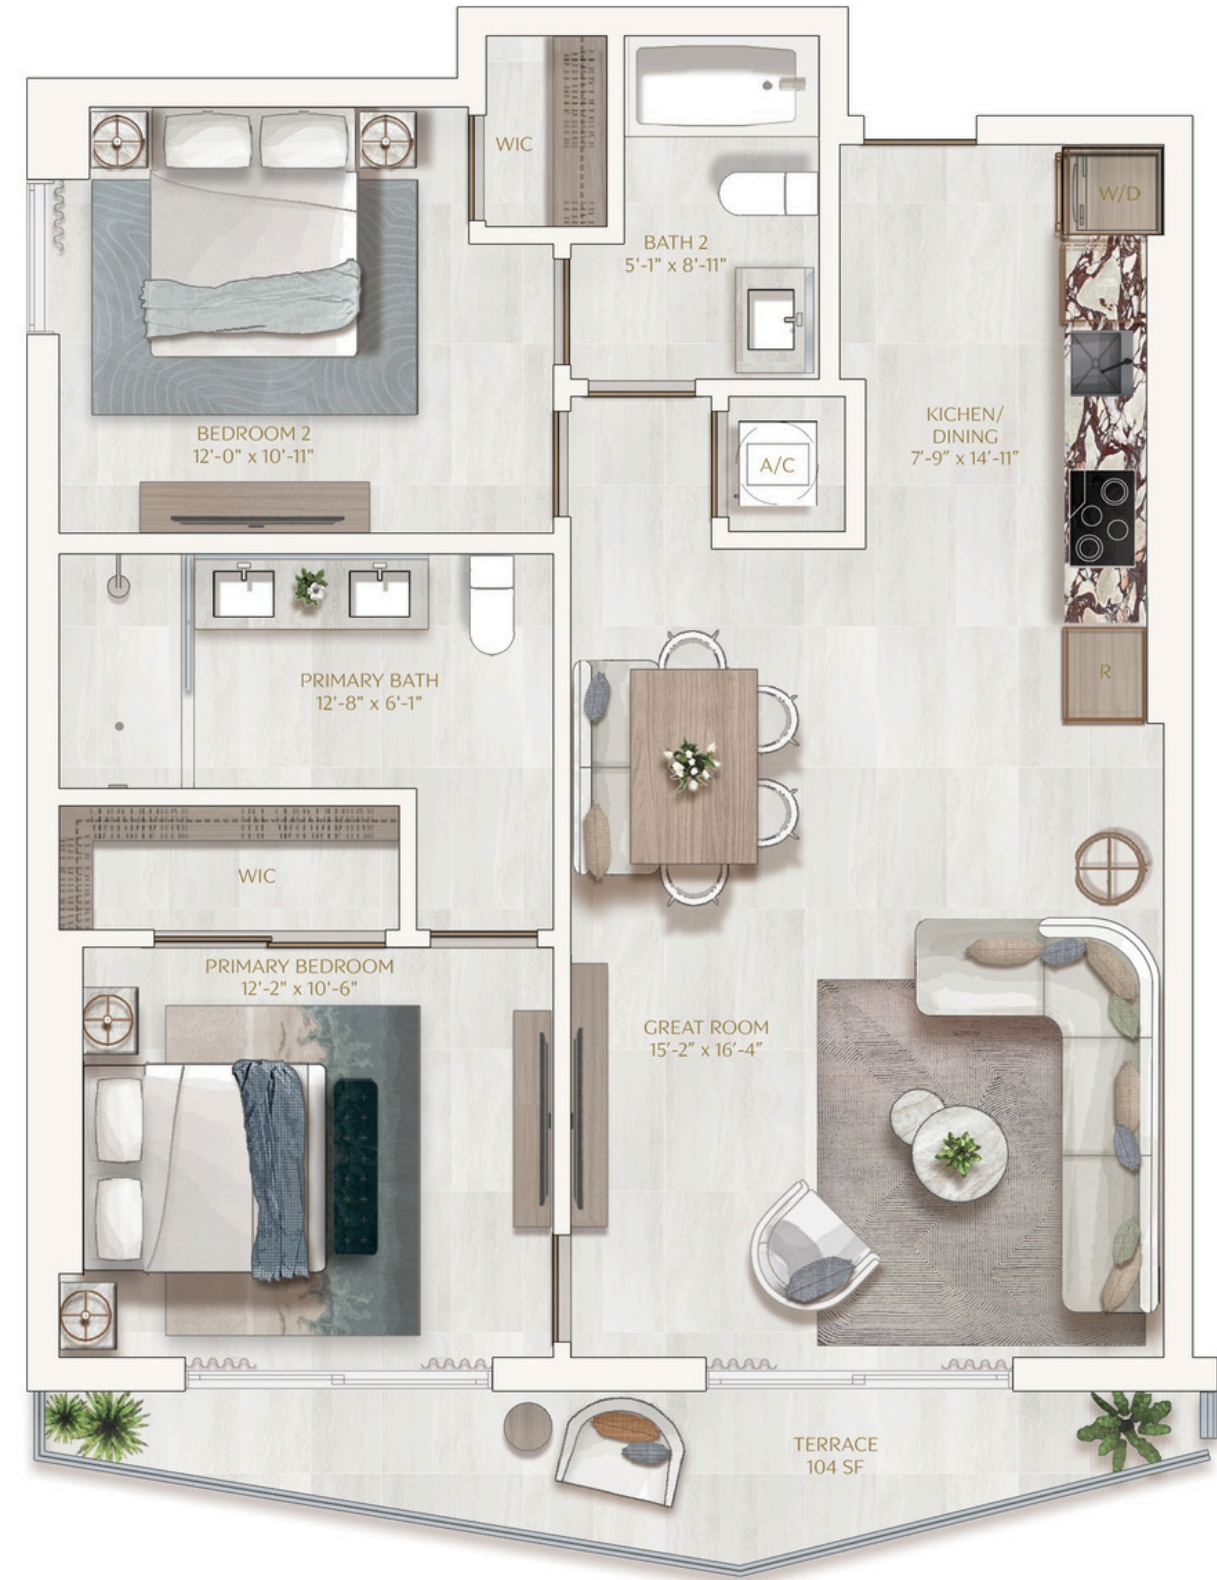 WIC
W/D
BATH 2
5'-1" x 8'-11"
BEDROOM 2
12'-0" x 10'-11"
A/C
KICHEN/
DINING
7'-9" x 14'-11"
R
PRIMARY BATH
12'-8" x 6'-1"
WIC
PRIMARY BEDROOM
12'-2" x 10'-6"
GREAT ROOM
15'-2" x 16'-4"
TERRACE
104 SF